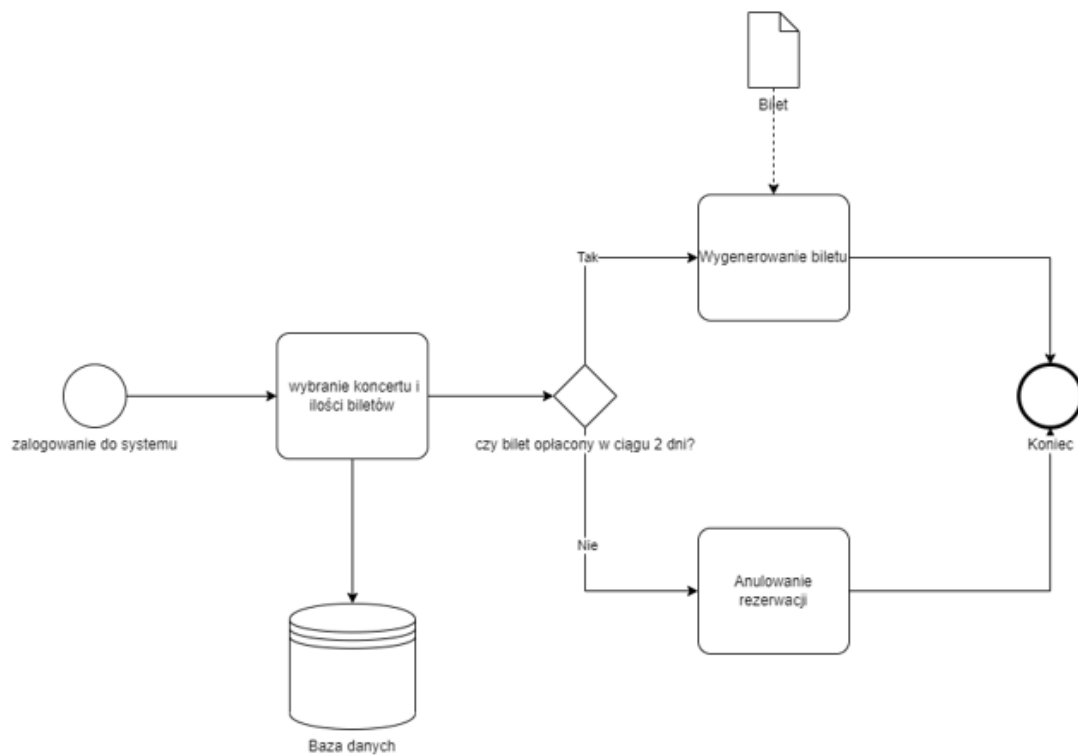 Bilet
Tak
Wygenerowanie biletu
wybranie koncertu i
ilości biletów
zalogowanie do systemu
czy bilet opłacony w ciągu 2 dni?
Koniec
Nie
Anulowanie
rezerwacji
Baza danych